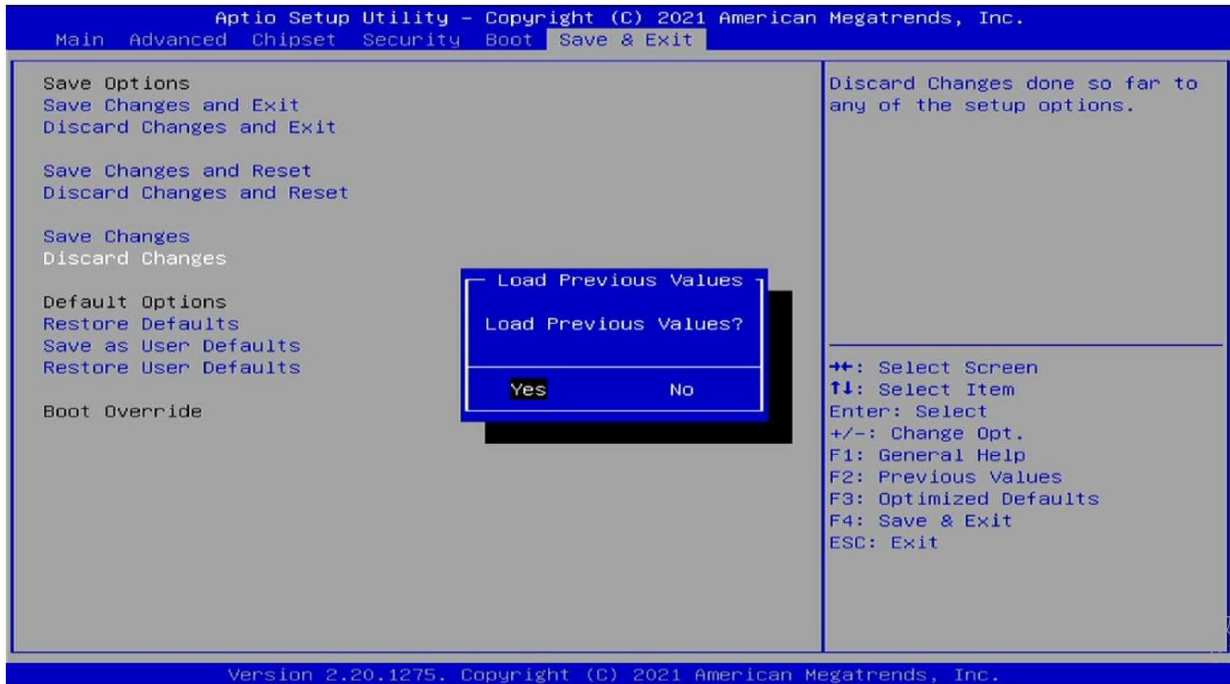 Aptio Setup Utility – Copyright (C) 2021 American Megatrends, Inc.
Main Advanced Chipset Security Boot Save & Exit
Save Options
Save Changes and Exit
Discard Changes and Exit
Save Changes and Reset
Discard Changes and Reset
Save Changes
Discard Changes
Default Options
Restore Defaults
Save as User Defaults
Restore User Defaults
Boot Override
Load Previous Values
Load Previous Values?
Yes No
Discard Changes done so far to
any of the setup options.
→←: Select Screen
↑↓: Select Item
Enter: Select
+/-: Change Opt.
F1: General Help
F2: Previous Values
F3: Optimized Defaults
F4: Save & Exit
ESC: Exit
Version 2.20.1275. Copyright (C) 2021 American Megatrends, Inc.